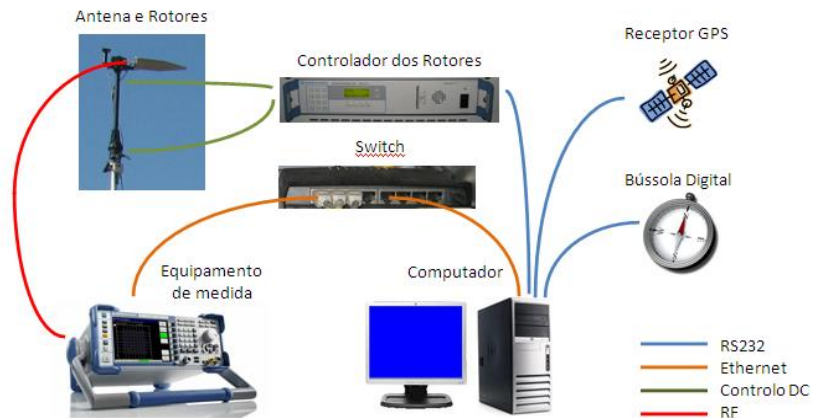 Antena e Rotores
Controlador dos Rotores
Receptor GPS
Switch
Bússola Digital
Equipamento
de medida
Computador
RS232
Ethernet
Controlo DC
RF